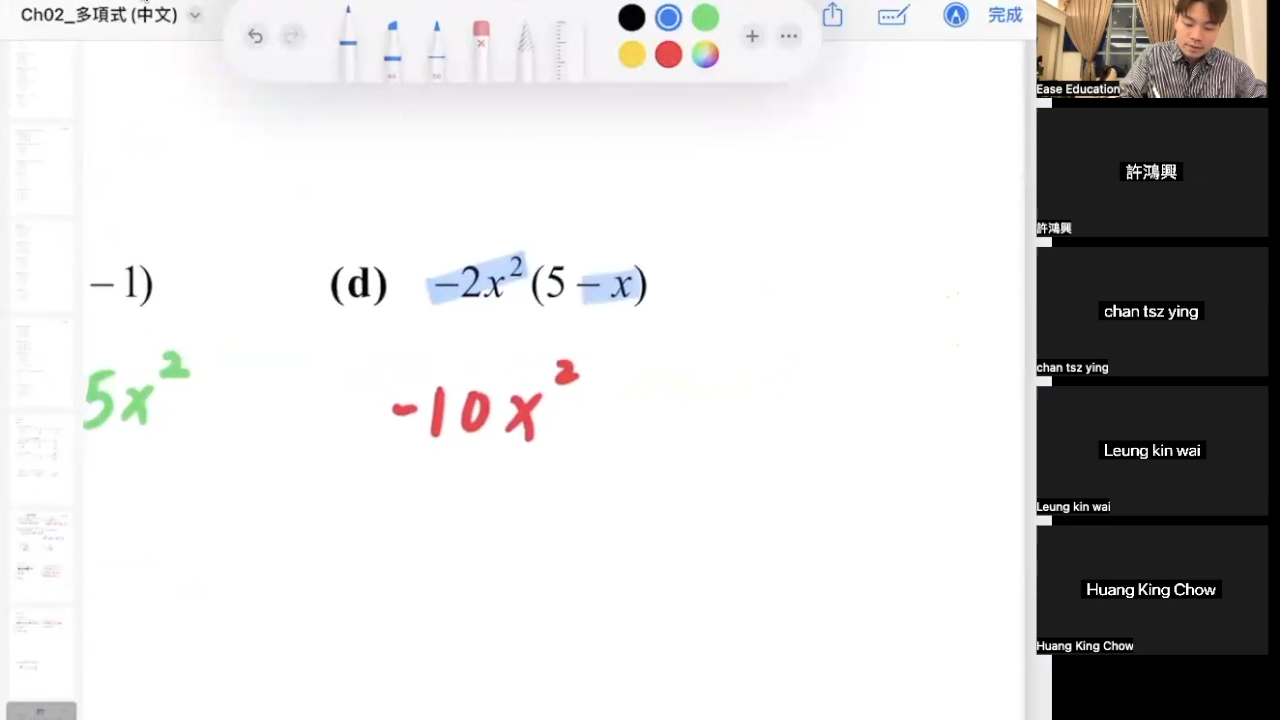 Ch02_多項式 (中文)
完成
− 1)
(d) −2x²(5 − x)
5x²
-10x²
Ease Education
許鴻興
許鴻興
chan tsz ying
chan tsz ying
Leung kin wai
Leung kin wai
Huang King Chow
Huang King Chow